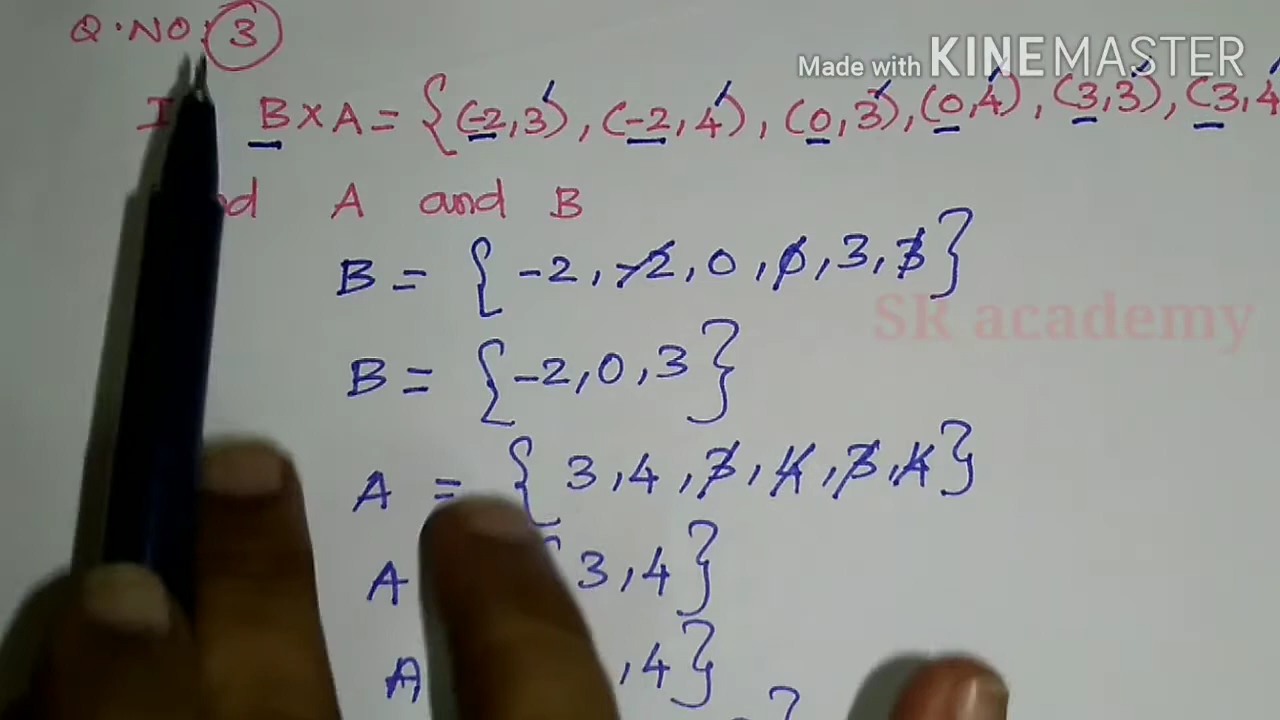 Q.NO: 3
Made with KINEMASTER
B×A = {(-2,3), (-2,4), (0,3), (0,4), (3,3), (3,4
A and B
B = {-2, -2, 0, 0, 3, 3}
SR academy
B = {-2, 0, 3}
A = {3, 4, 3, 4, 3, 4}
A 3, 4}
A , 4}